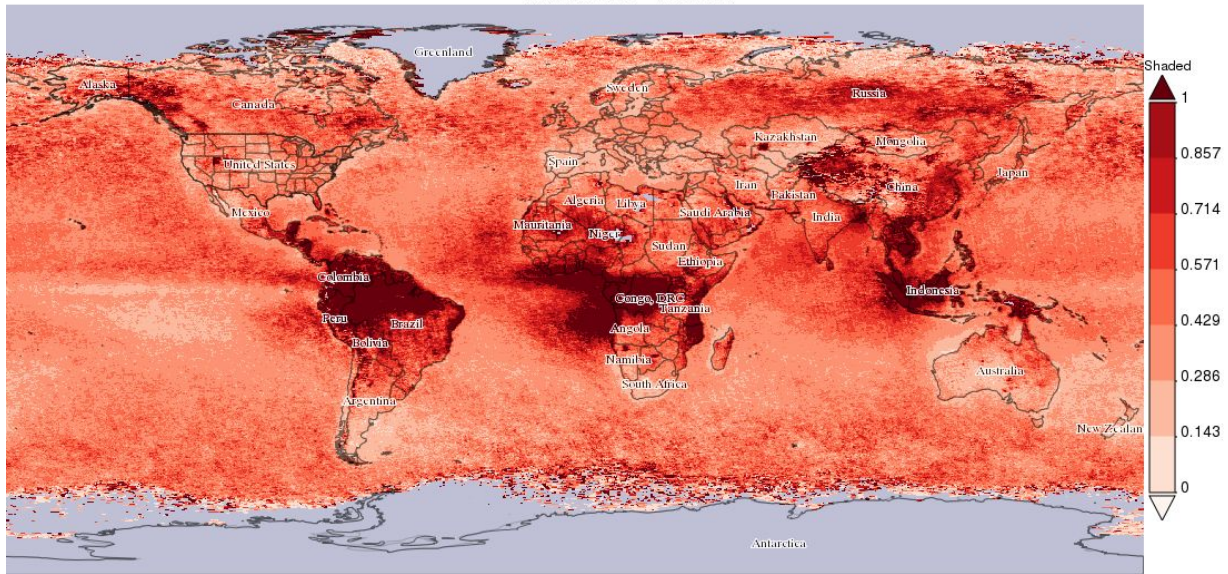 Greenland
Alaska
Canada
Sweden
Russia
Shaded
1
0.857
0.714
0.571
0.429
0.286
0.143
0
United States
Mexico
Spain
Kazakhstan
Mongolia
China
Japan
Iran
Pakistan
India
Algeria
Libya
Saudi Arabia
Mauritania
Niger
Sudan
Ethiopia
Colombia
Peru
Brazil
Bolivia
Argentina
Congo, DRC
Tanzania
Angola
Namibia
South Africa
Indonesia
Australia
New Zealan
Antarctica